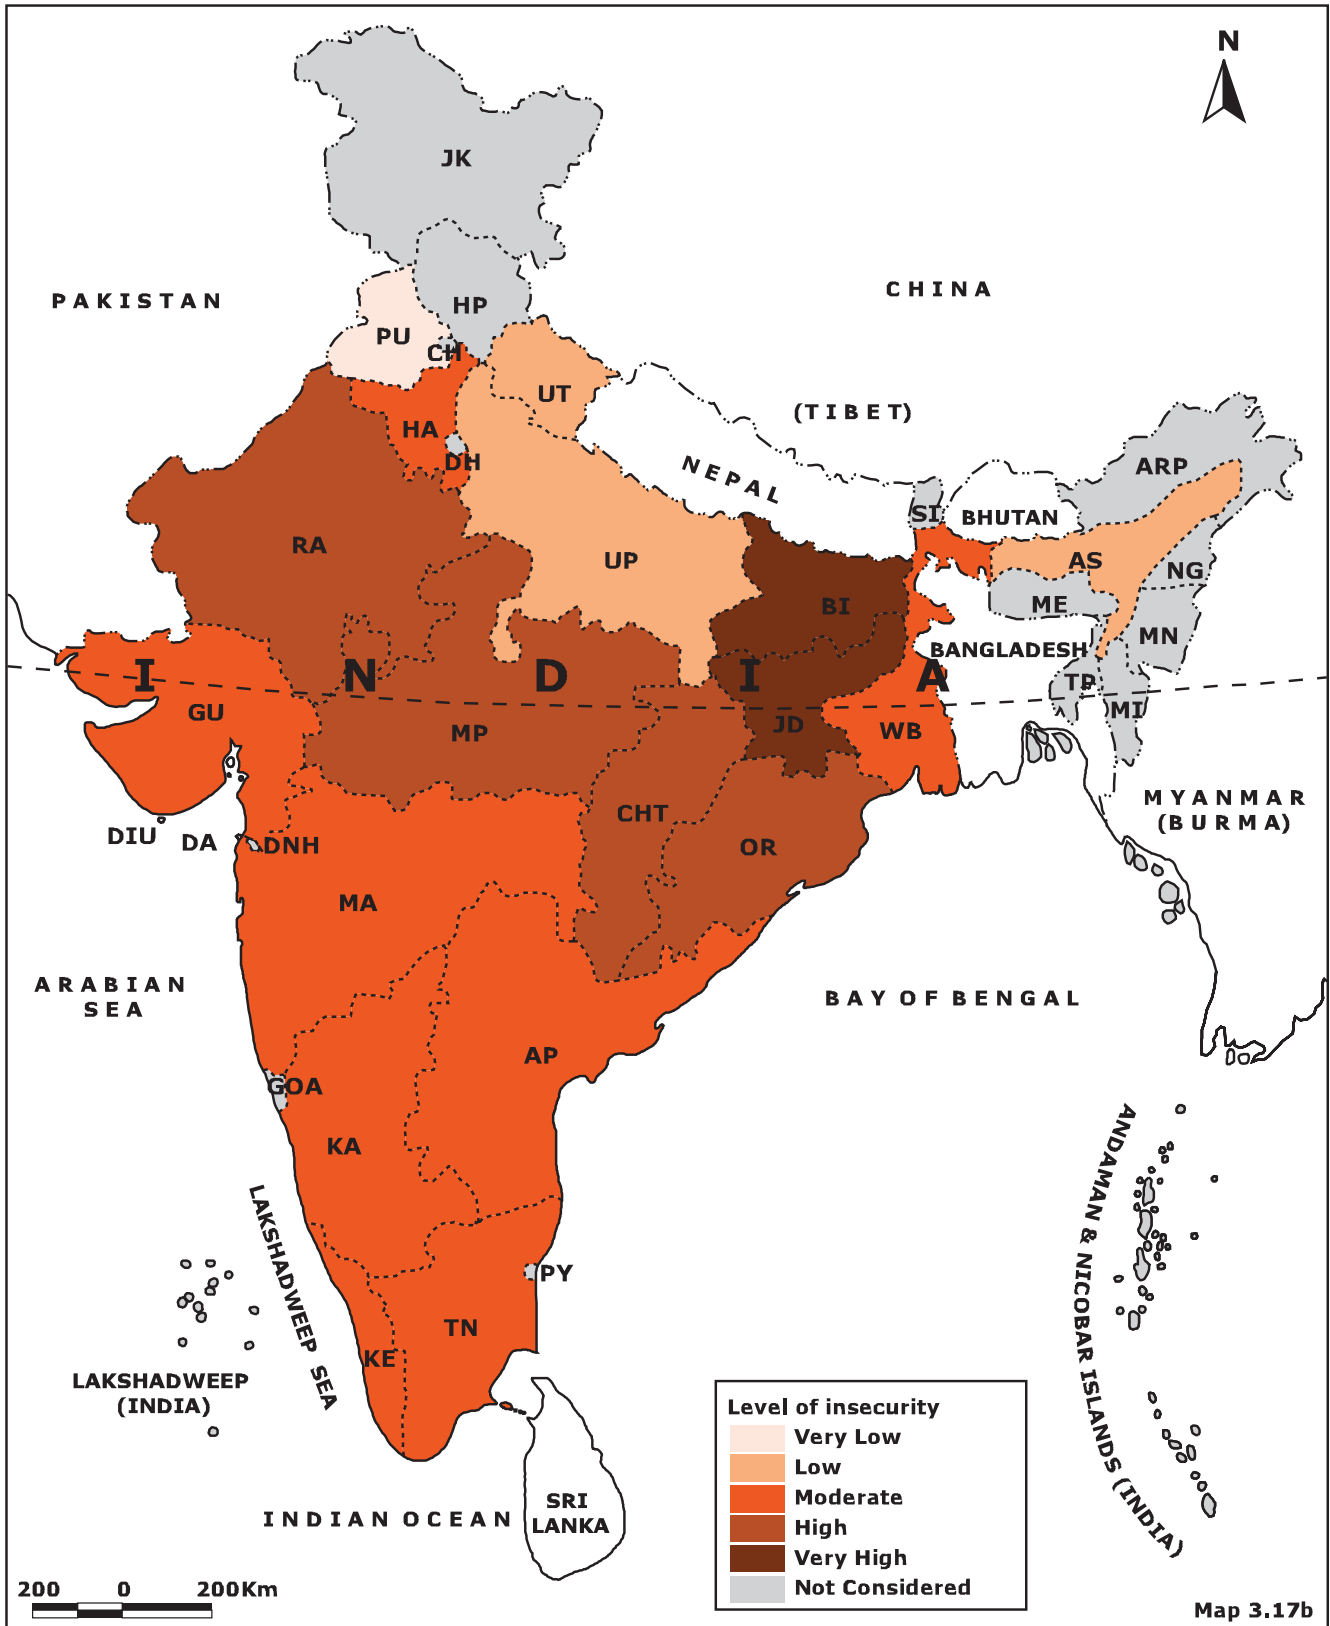 N
JK
PAKISTAN
HP
CHINA
PU
CH
UT
(TIBET)
HA
DH
NEPAL
ARP
SI
BHUTAN
RA
UP
AS
NG
BI
ME
MN
BANGLADESH
I N D I A
TP
GU
MI
MP
JD
WB
MYANMAR
(BURMA)
CHT
DIU
DA
DNH
OR
MA
ARABIAN
SEA
BAY OF BENGAL
AP
GOA
KA
ANDAMAN & NICOBAR ISLANDS (INDIA)
LAKSHADWEEP SEA
PY
TN
KE
LAKSHADWEEP
(INDIA)
INDIAN OCEAN
SRI
LANKA
Level of insecurity
Very Low
Low
Moderate
High
Very High
Not Considered
200 0 200Km
Map 3.17b